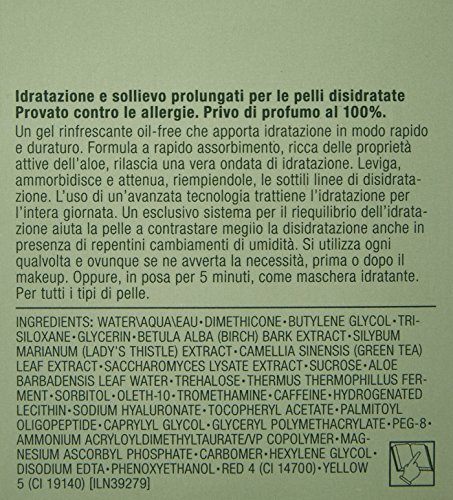 Idratazione e sollievo prolungati per le pelli disidratate
Provato contro le allergie. Privo di profumo al 100%.
Un gel rinfrescante oil-free che apporta idratazione in modo rapido
e duraturo. Formula a rapido assorbimento, ricca delle proprietà
attive dell'aloe, rilascia una vera ondata di idratazione. Leviga,
ammorbidisce e attenua, riempiendole, le sottili linee di disidrata-
zione. L'uso di un'avanzata tecnologia trattiene l'idratazione per
l'intera giornata. Un esclusivo sistema per il riequilibrio dell'idrata-
zione aiuta la pelle a contrastare meglio la disidratazione anche in
presenza di repentini cambiamenti di umidità. Si utilizza ogni
qualvolta e ovunque se ne avverta la necessità, prima o dopo il
makeup. Oppure, in posa per 5 minuti, come maschera idratante.
Per tutti i tipi di pelle.
INGREDIENTS: WATER\AQUA\EAU • DIMETHICONE • BUTYLENE GLYCOL • TRI-
SILOXANE • GLYCERIN • BETULA ALBA (BIRCH) BARK EXTRACT • SILYBUM
MARIANUM (LADY'S THISTLE) EXTRACT • CAMELLIA SINENSIS (GREEN TEA)
LEAF EXTRACT • SACCHAROMYCES LYSATE EXTRACT • SUCROSE • ALOE
BARBADENSIS LEAF WATER • TREHALOSE • THERMUS THERMOPHILLUS FER-
MENT • SORBITOL • OLETH-10 • TROMETHAMINE • CAFFEINE • HYDROGENATED
LECITHIN • SODIUM HYALURONATE • TOCOPHERYL ACETATE • PALMITOYL
OLIGOPEPTIDE • CAPRYLYL GLYCOL • GLYCERYL POLYMETHACRYLATE • PEG-8 •
AMMONIUM ACRYLOYLDIMETHYLTAURATE/VP COPOLYMER • MAG-
NESIUM ASCORBYL PHOSPHATE • CARBOMER • HEXYLENE GLYCOL •
DISODIUM EDTA • PHENOXYETHANOL • RED 4 (CI 14700) • YELLOW
5 (CI 19140) [ILN39279]